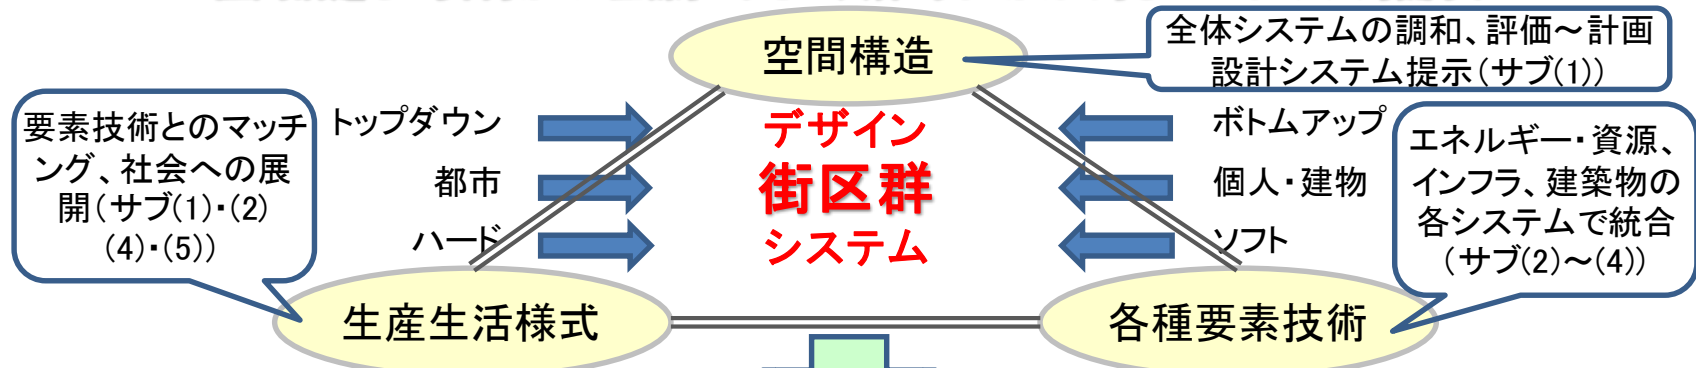 空間構造
全体システムの調和、評価～計画
設計システム提示(サブ(1))
要素技術とのマッチ
ング、社会への展
開(サブ(1)・(2)
(4)・(5))
トップダウン
都市
ハード
デザイン
街区群
システム
ボトムアップ
個人・建物
ソフト
エネルギー・資源、
インフラ、建築物の
各システムで統合
(サブ(2)～(4))
生産生活様式
各種要素技術